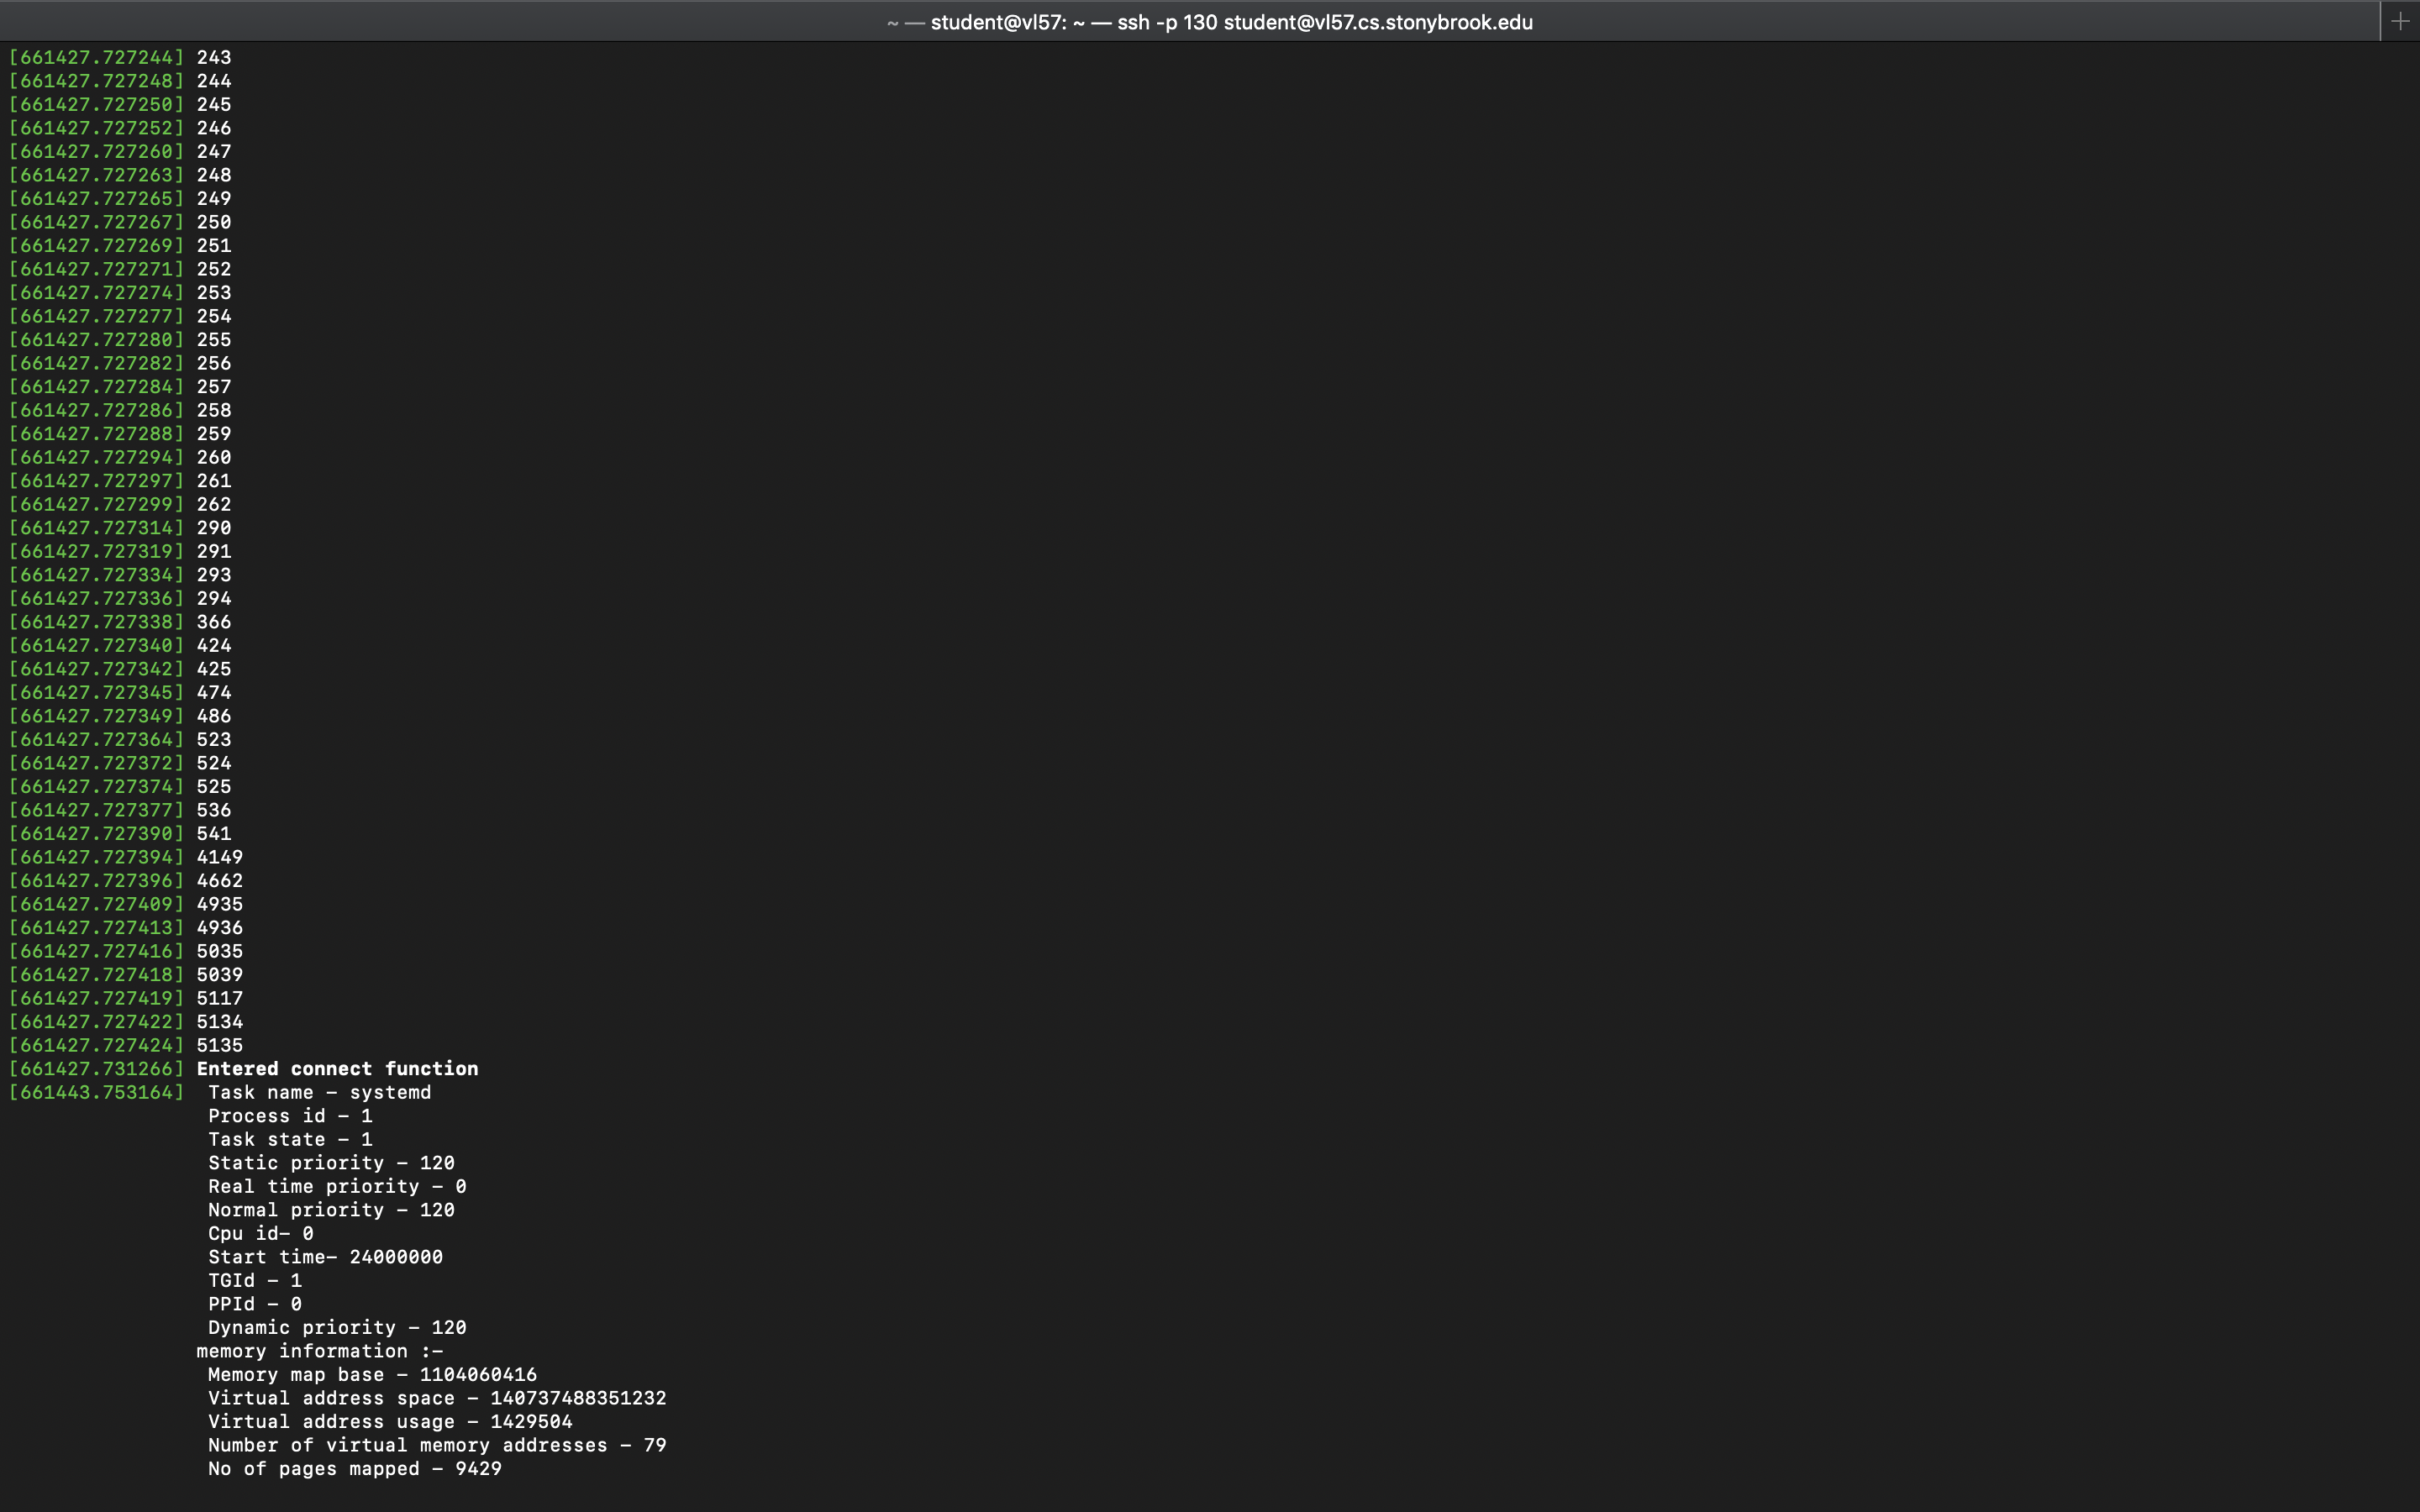 ~ — student@vl57: ~ — ssh -p 130 student@vl57.cs.stonybrook.edu
[661427.727244] 243
[661427.727248] 244
[661427.727250] 245
[661427.727252] 246
[661427.727260] 247
[661427.727263] 248
[661427.727265] 249
[661427.727267] 250
[661427.727269] 251
[661427.727271] 252
[661427.727274] 253
[661427.727277] 254
[661427.727280] 255
[661427.727282] 256
[661427.727284] 257
[661427.727286] 258
[661427.727288] 259
[661427.727294] 260
[661427.727297] 261
[661427.727299] 262
[661427.727314] 290
[661427.727319] 291
[661427.727334] 293
[661427.727336] 294
[661427.727338] 366
[661427.727340] 424
[661427.727342] 425
[661427.727345] 474
[661427.727349] 486
[661427.727364] 523
[661427.727372] 524
[661427.727374] 525
[661427.727377] 536
[661427.727390] 541
[661427.727394] 4149
[661427.727396] 4662
[661427.727409] 4935
[661427.727413] 4936
[661427.727416] 5035
[661427.727418] 5039
[661427.727419] 5117
[661427.727422] 5134
[661427.727424] 5135
[661427.731266] Entered connect function
[661443.753164]  Task name – systemd
Process id – 1
Task state – 1
Static priority – 120
Real time priority – 0
Normal priority – 120
Cpu id– 0
Start time– 24000000
TGId – 1
PPId – 0
Dynamic priority – 120
memory information :–
Memory map base – 1104060416
Virtual address space – 140737488351232
Virtual address usage – 1429504
Number of virtual memory addresses – 79
No of pages mapped – 9429